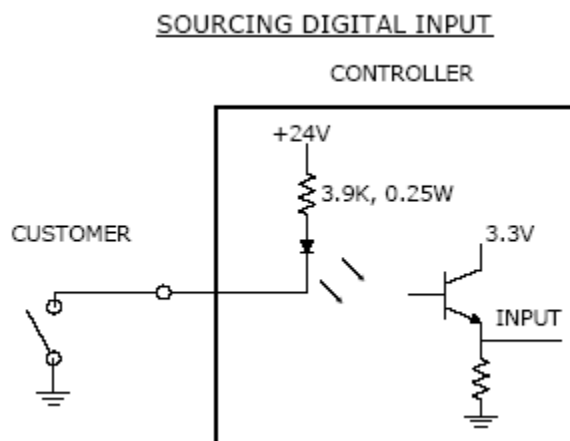 SOURCING DIGITAL INPUT
CONTROLLER
+24V
3.9K, 0.25W
CUSTOMER
3.3V
INPUT